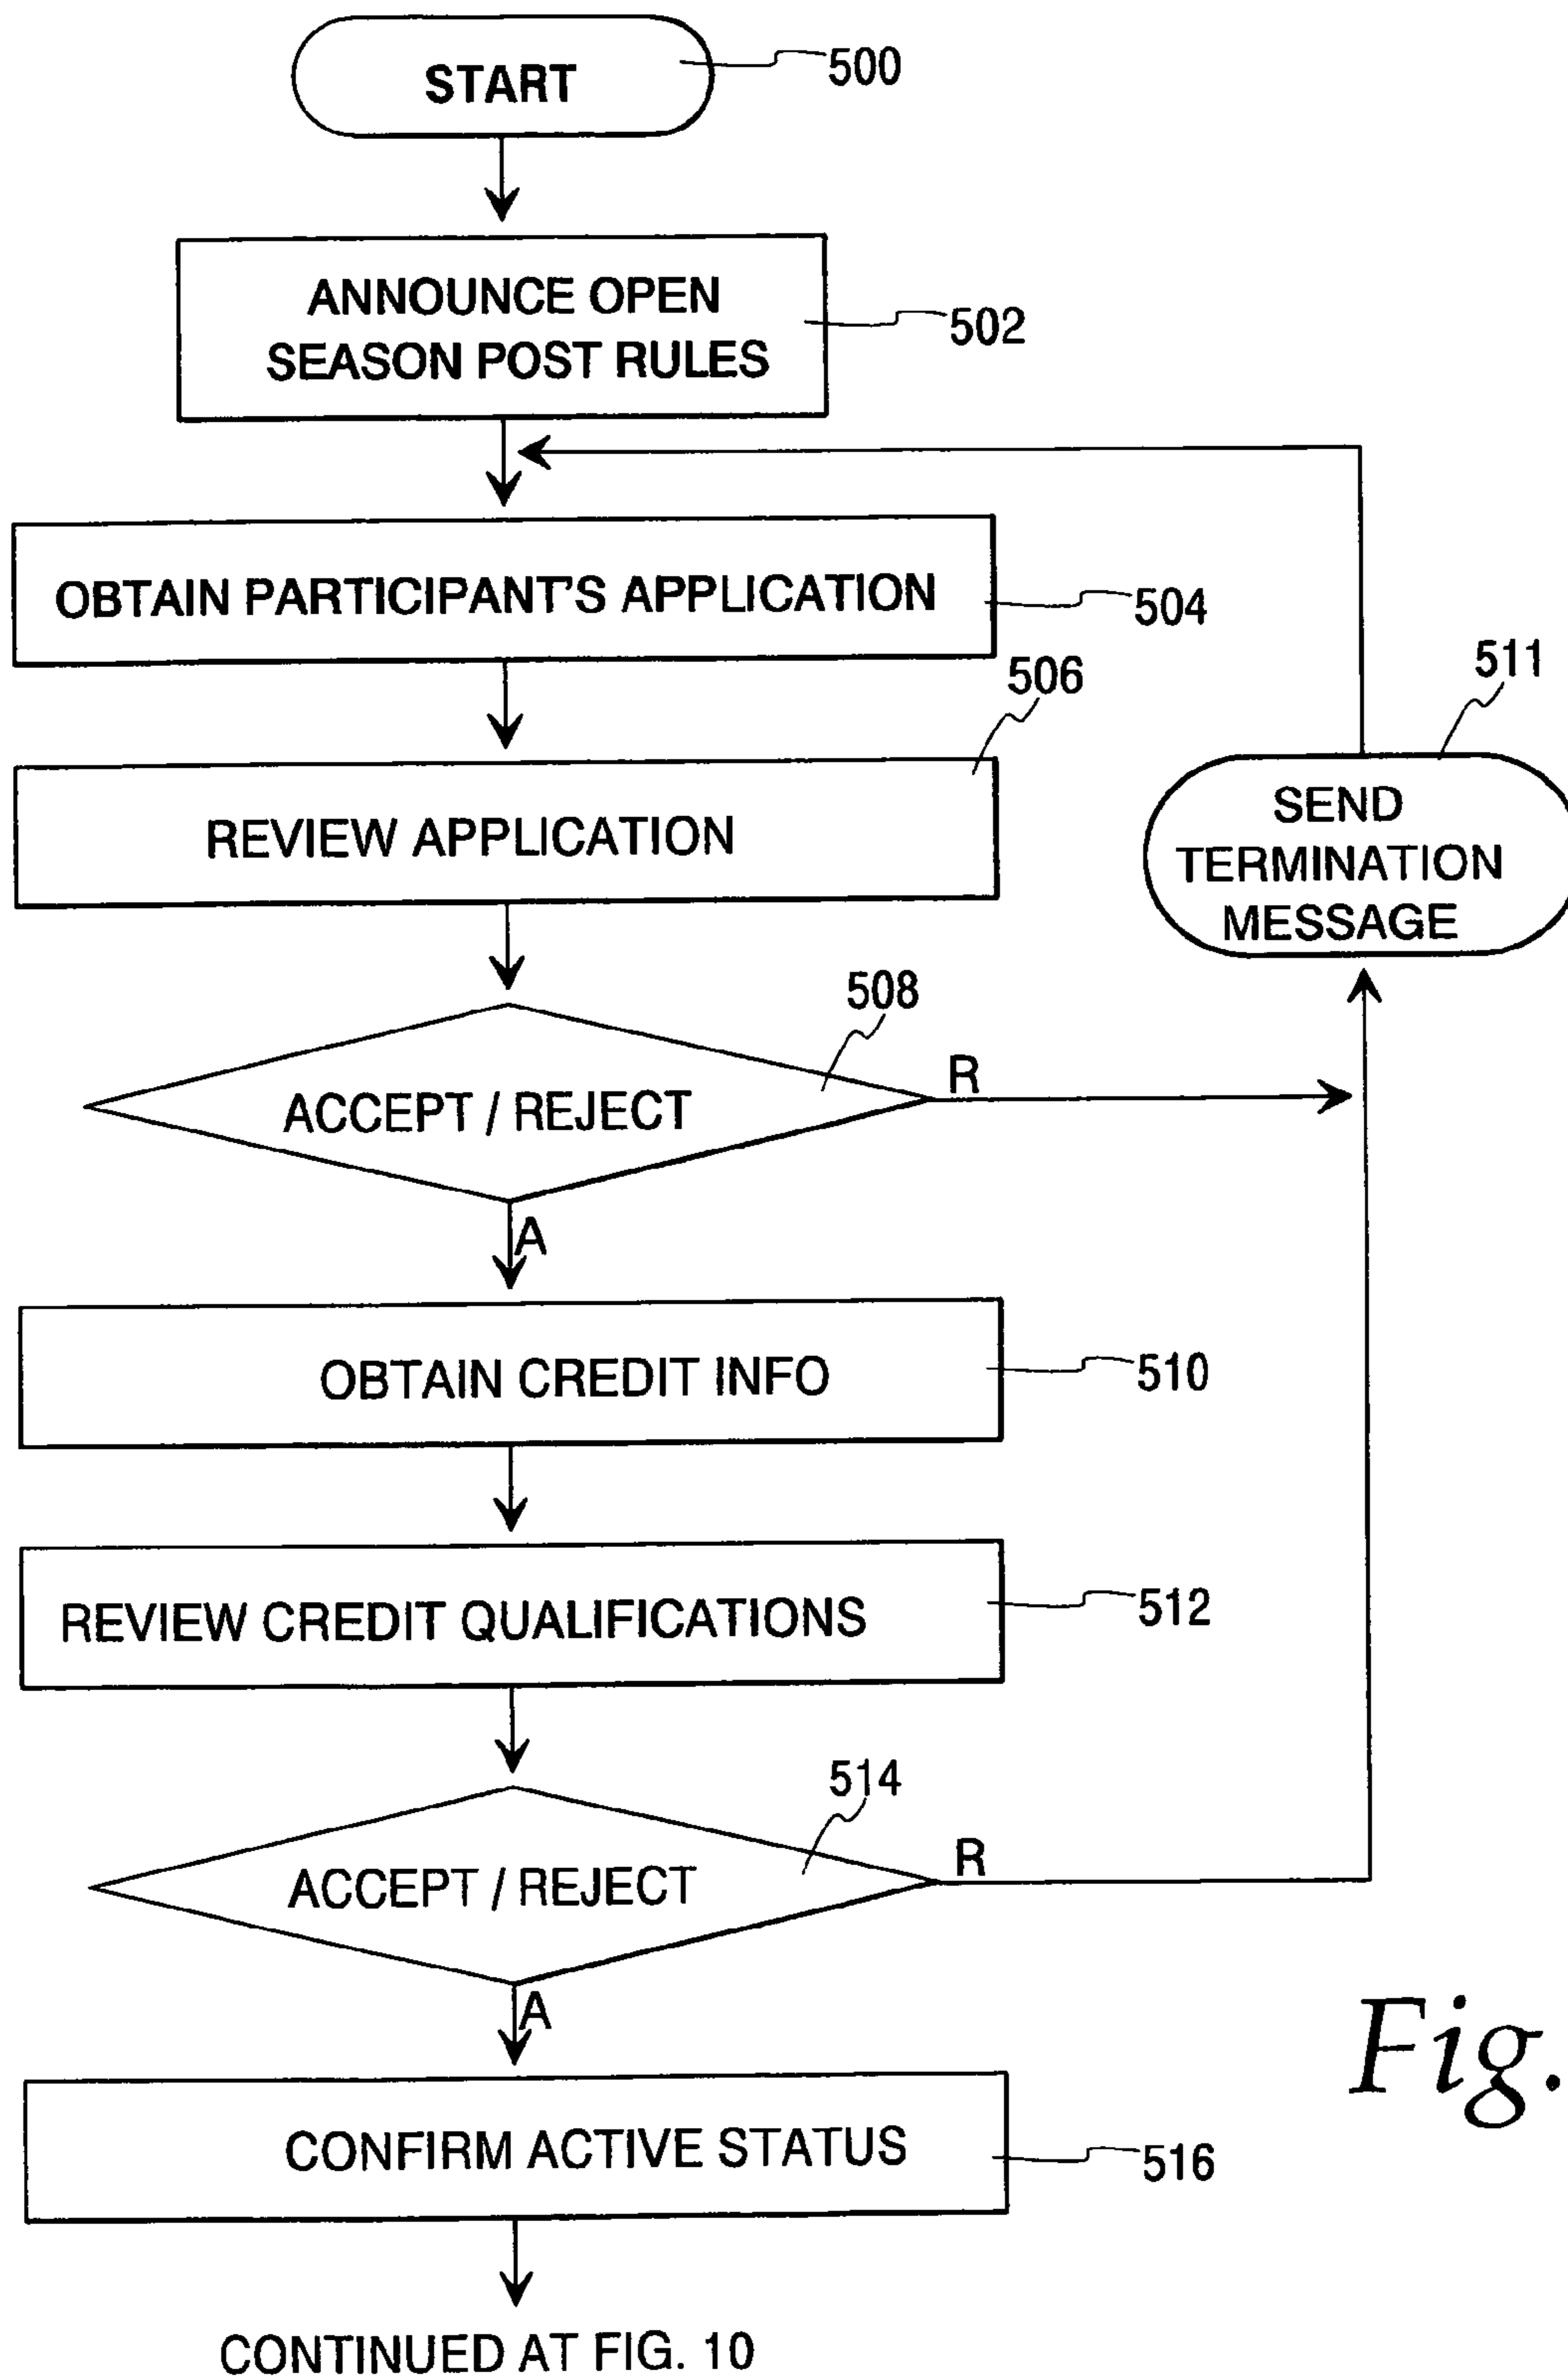 START
500
ANNOUNCE OPEN
SEASON POST RULES
502
OBTAIN PARTICIPANT'S APPLICATION
504
506
REVIEW APPLICATION
511
SEND
TERMINATION
MESSAGE
508
ACCEPT / REJECT
R
A
OBTAIN CREDIT INFO
510
REVIEW CREDIT QUALIFICATIONS
512
514
ACCEPT / REJECT
R
A
Fig.
CONFIRM ACTIVE STATUS
516
CONTINUED AT FIG. 10